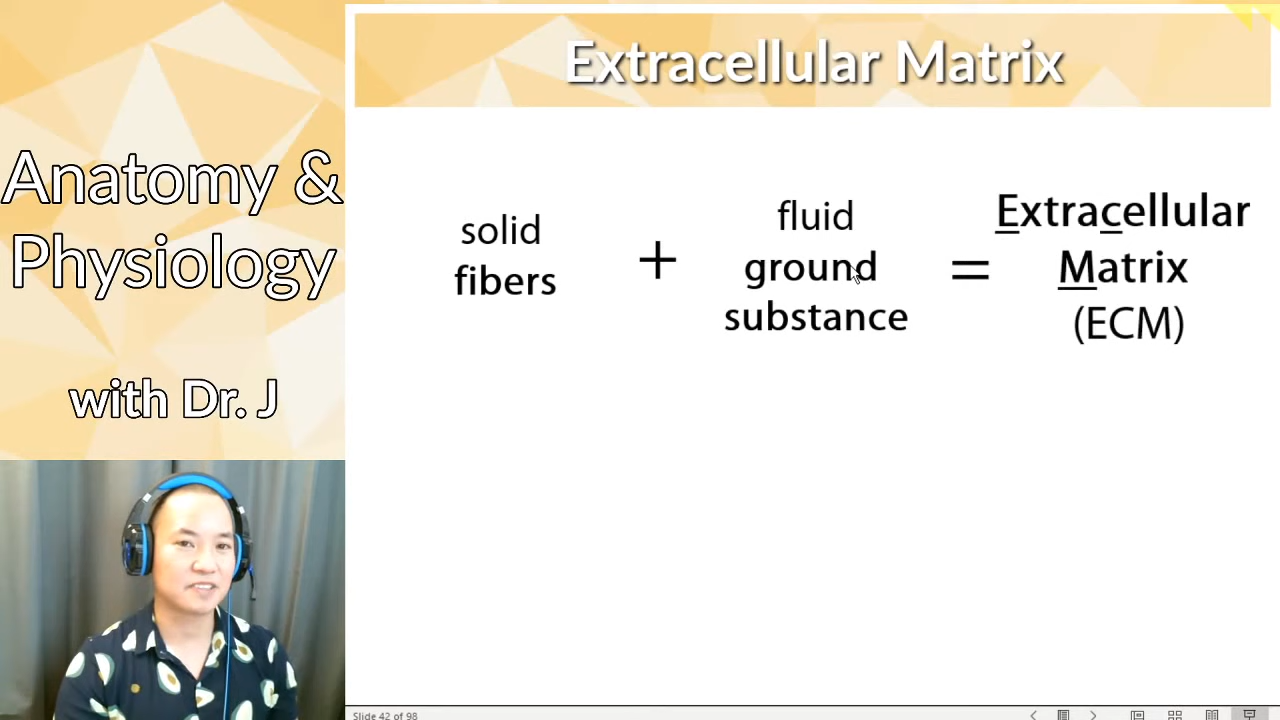 Anatomy &
Physiology
with Dr. J
Extracellular Matrix
solid
fibers
+
fluid
ground
substance
=
Extracellular
Matrix
(ECM)
Slide 42 of 98